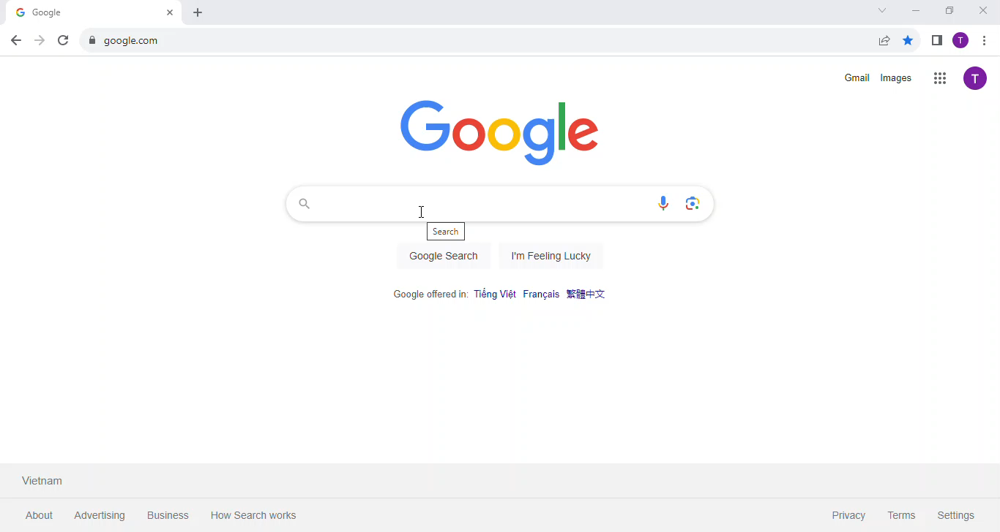 Google
google.com
T
Gmail Images T
Google
Search
Google Search I'm Feeling Lucky
Google offered in: Tiếng Việt Français 繁體中文
Vietnam
About Advertising Business How Search works Privacy Terms Settings